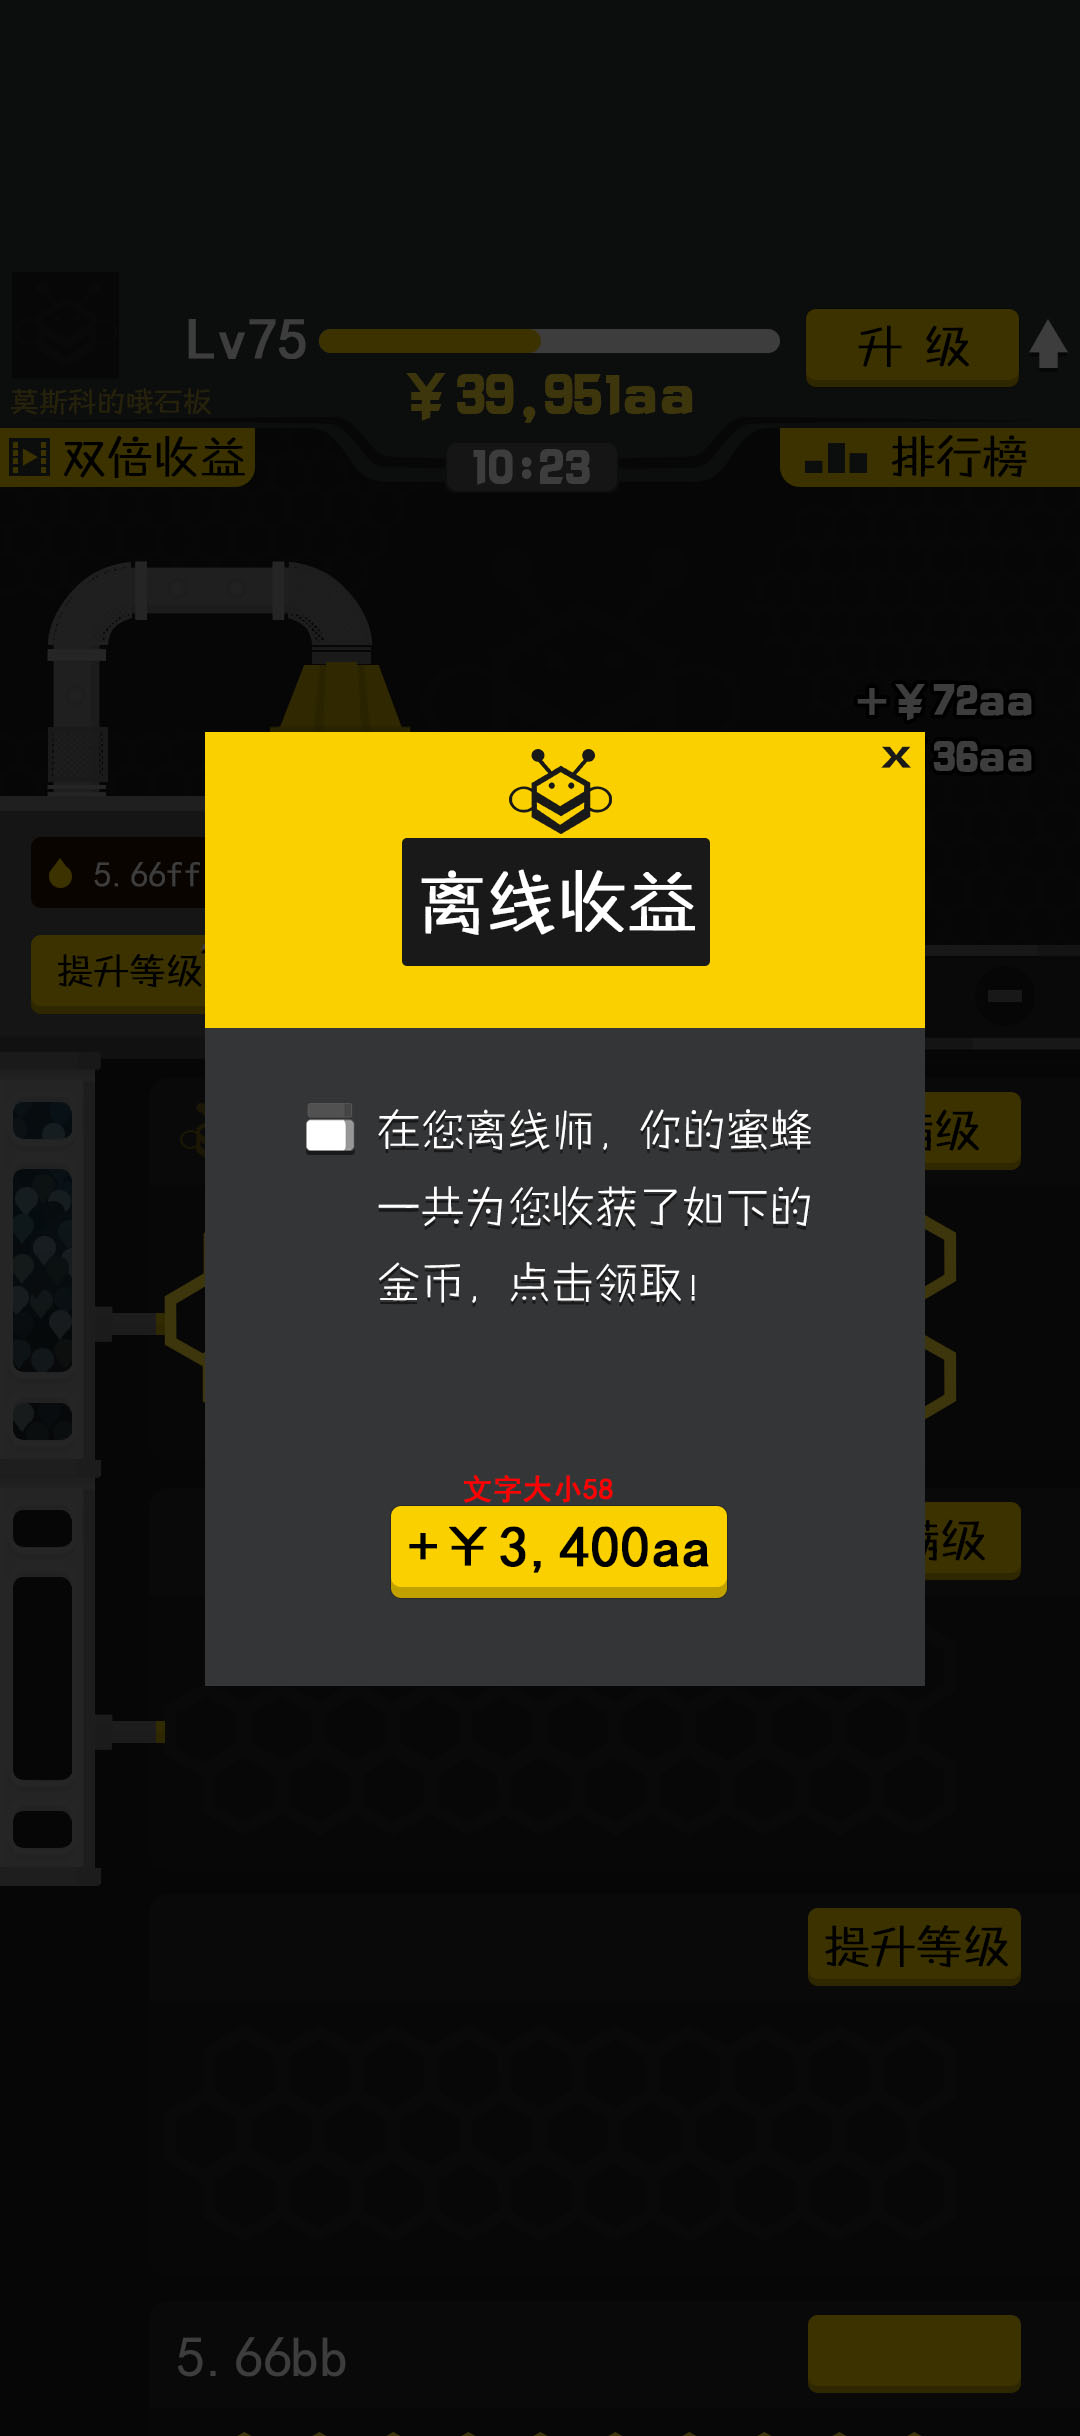 Lv75
升 级
¥39,951aa
莫斯科的哦石板
双倍收益
10:23
排行榜
+¥72aa
36aa
X
5.66ff
离线收益
提升等级
在您离线师，你的蜜蜂
一共为您收获了如下的
金币，点击领取!
级
文字大小58
+¥3,400aa
满级
提升等级
5.66bb